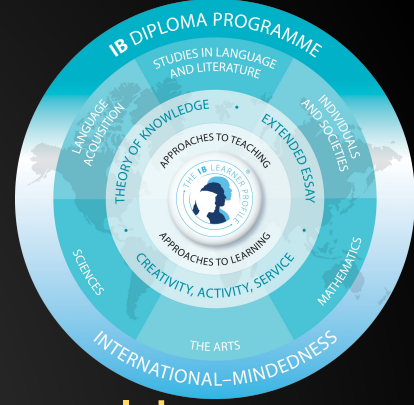 IB DIPLOMA PROGRAMME
STUDIES IN LANGUAGE
AND LITERATURE
LANGUAGE
ACQUISITION
INDIVIDUALS
AND SOCIETIES
THEORY OF KNOWLEDGE
EXTENDED ESSAY
APPROACHES TO TEACHING
THE IB LEARNER PROFILE
APPROACHES TO LEARNING
CREATIVITY, ACTIVITY, SERVICE
SCIENCES
MATHEMATICS
THE ARTS
INTERNATIONAL–MINDEDNESS